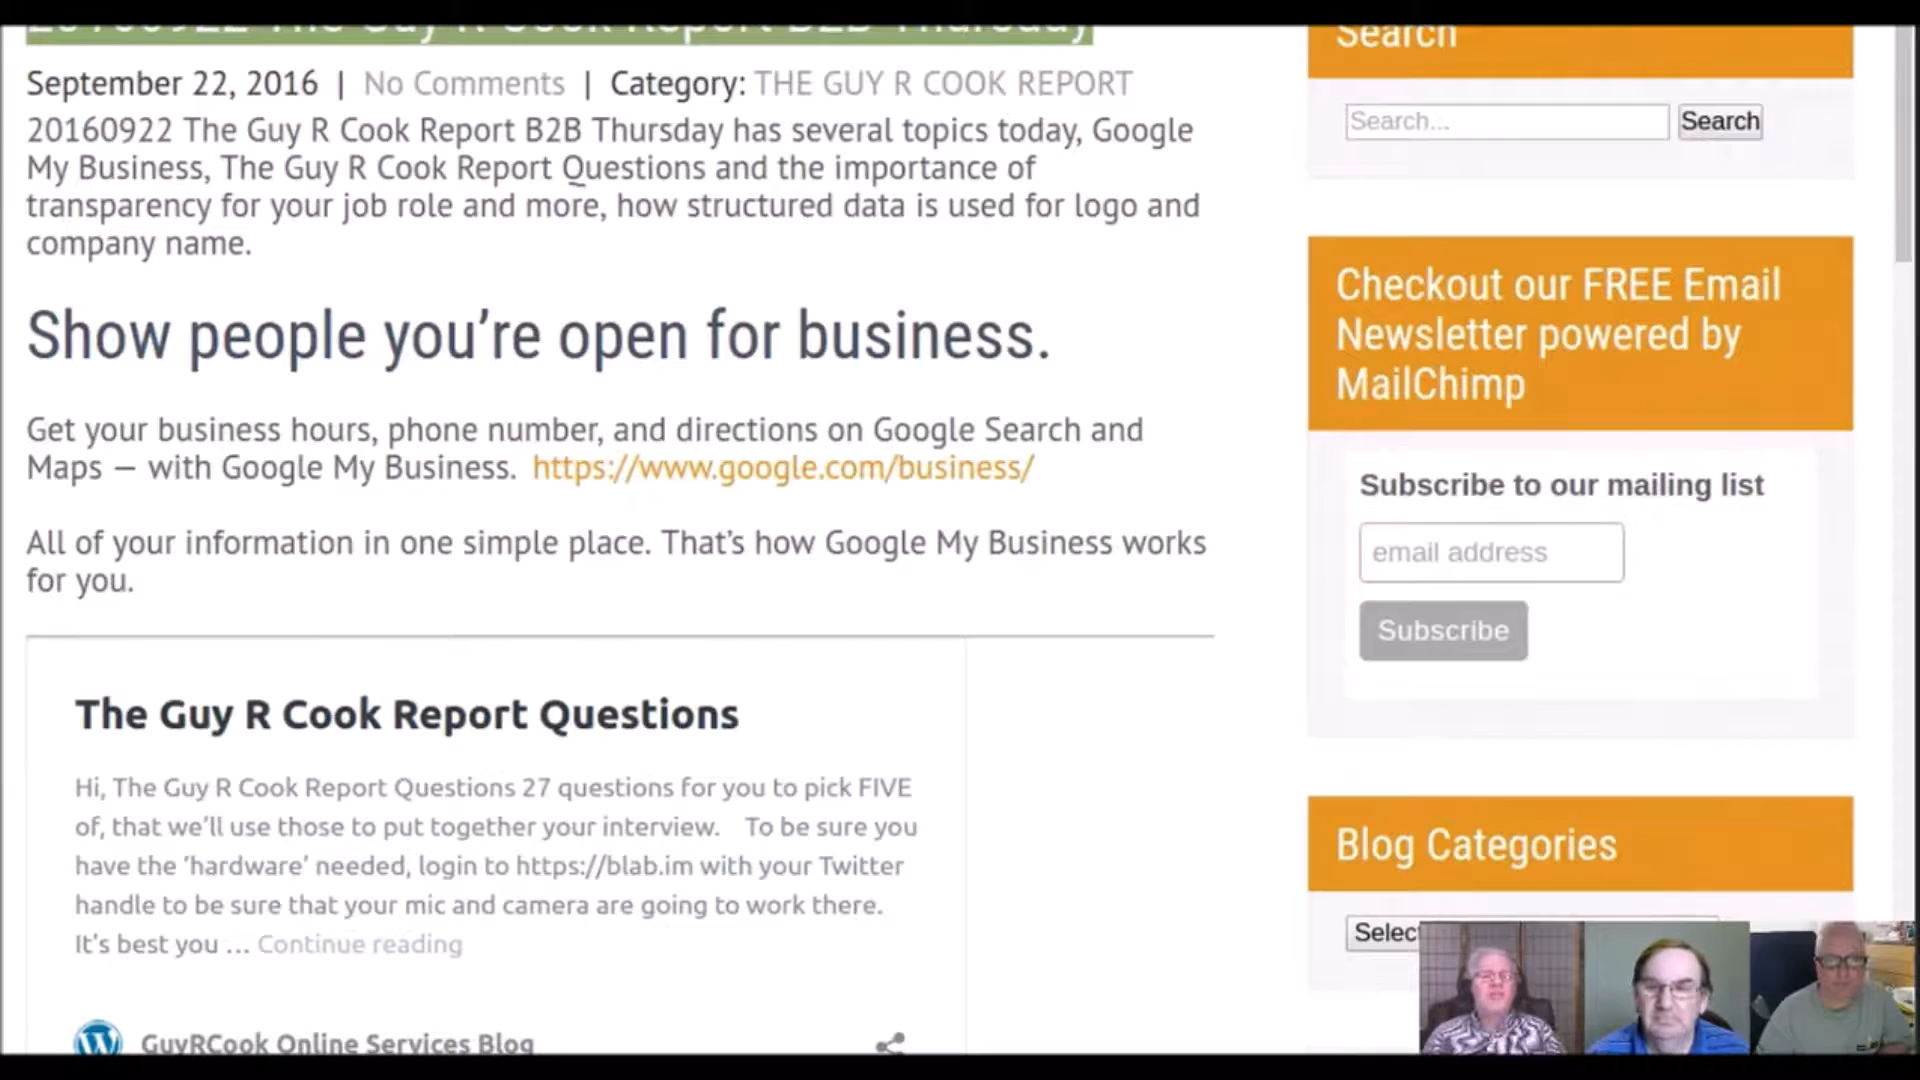 20160922 The Guy R Cook Report B2B Thursday
September 22, 2016 | No Comments | Category: THE GUY R COOK REPORT
20160922 The Guy R Cook Report B2B Thursday has several topics today, Google
My Business, The Guy R Cook Report Questions and the importance of
transparency for your job role and more, how structured data is used for logo and
company name.
Show people you’re open for business.
Get your business hours, phone number, and directions on Google Search and
Maps — with Google My Business. https://www.google.com/business/
All of your information in one simple place. That’s how Google My Business works
for you.
The Guy R Cook Report Questions
Hi, The Guy R Cook Report Questions 27 questions for you to pick FIVE
of, that we’ll use those to put together your interview. To be sure you
have the ‘hardware’ needed, login to https://blab.im with your Twitter
handle to be sure that your mic and camera are going to work there.
It’s best you … Continue reading
GuyRCook Online Services Blog
Search
Search... Search
Checkout our FREE Email
Newsletter powered by
MailChimp
Subscribe to our mailing list
email address
Subscribe
Blog Categories
Selec